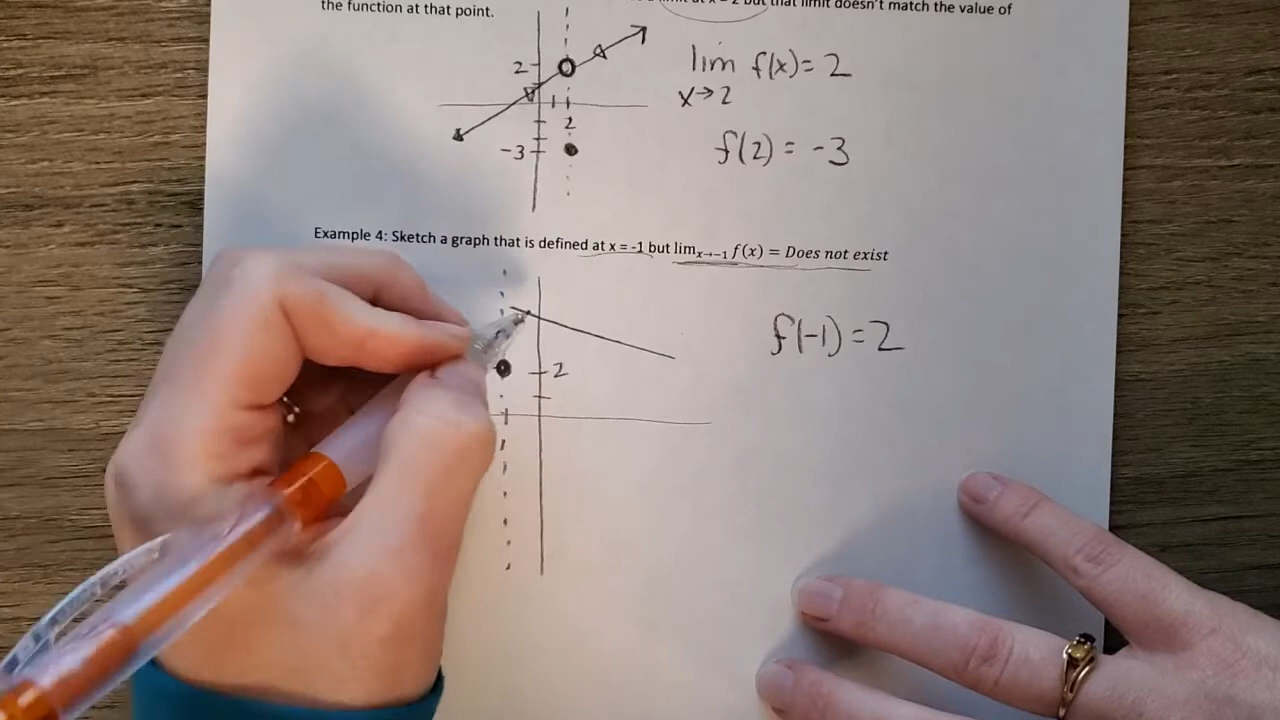 but that limit doesn't match the value of
the function at that point.
2
2
-3
lim f(x) = 2
x→2
f(2) = -3
Example 4: Sketch a graph that is defined at x = -1 but lim x→−1 f(x) = Does not exist
2
f(-1) = 2